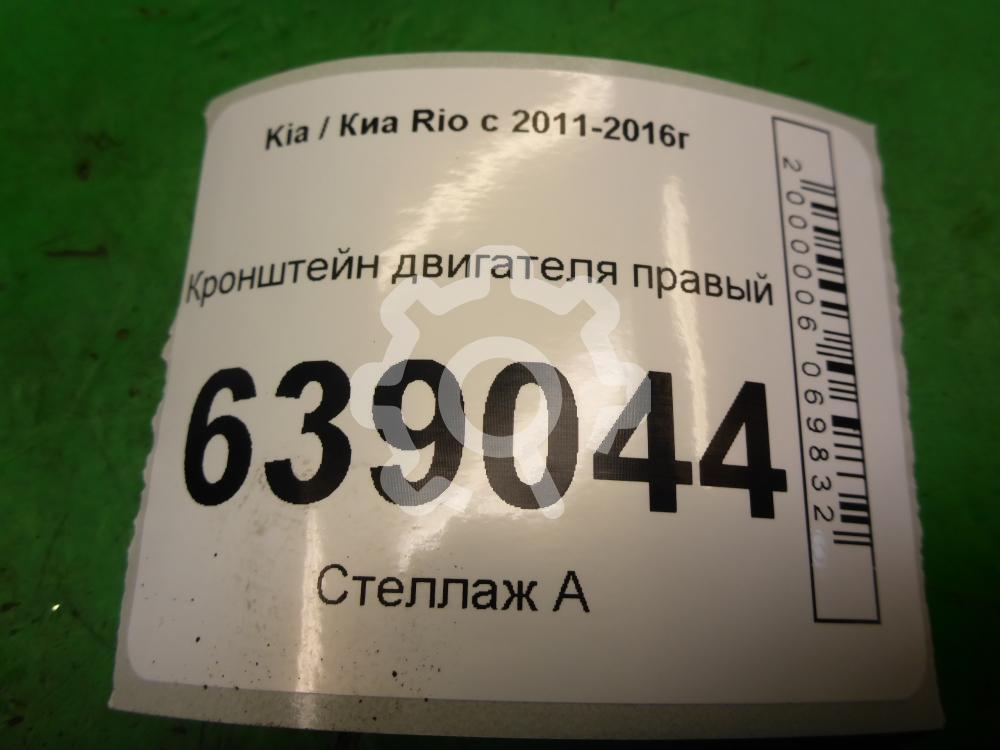 Kia / Киа Rio с 2011-2016г
Кронштейн двигателя правый
639044
Стеллаж А
2000006069832